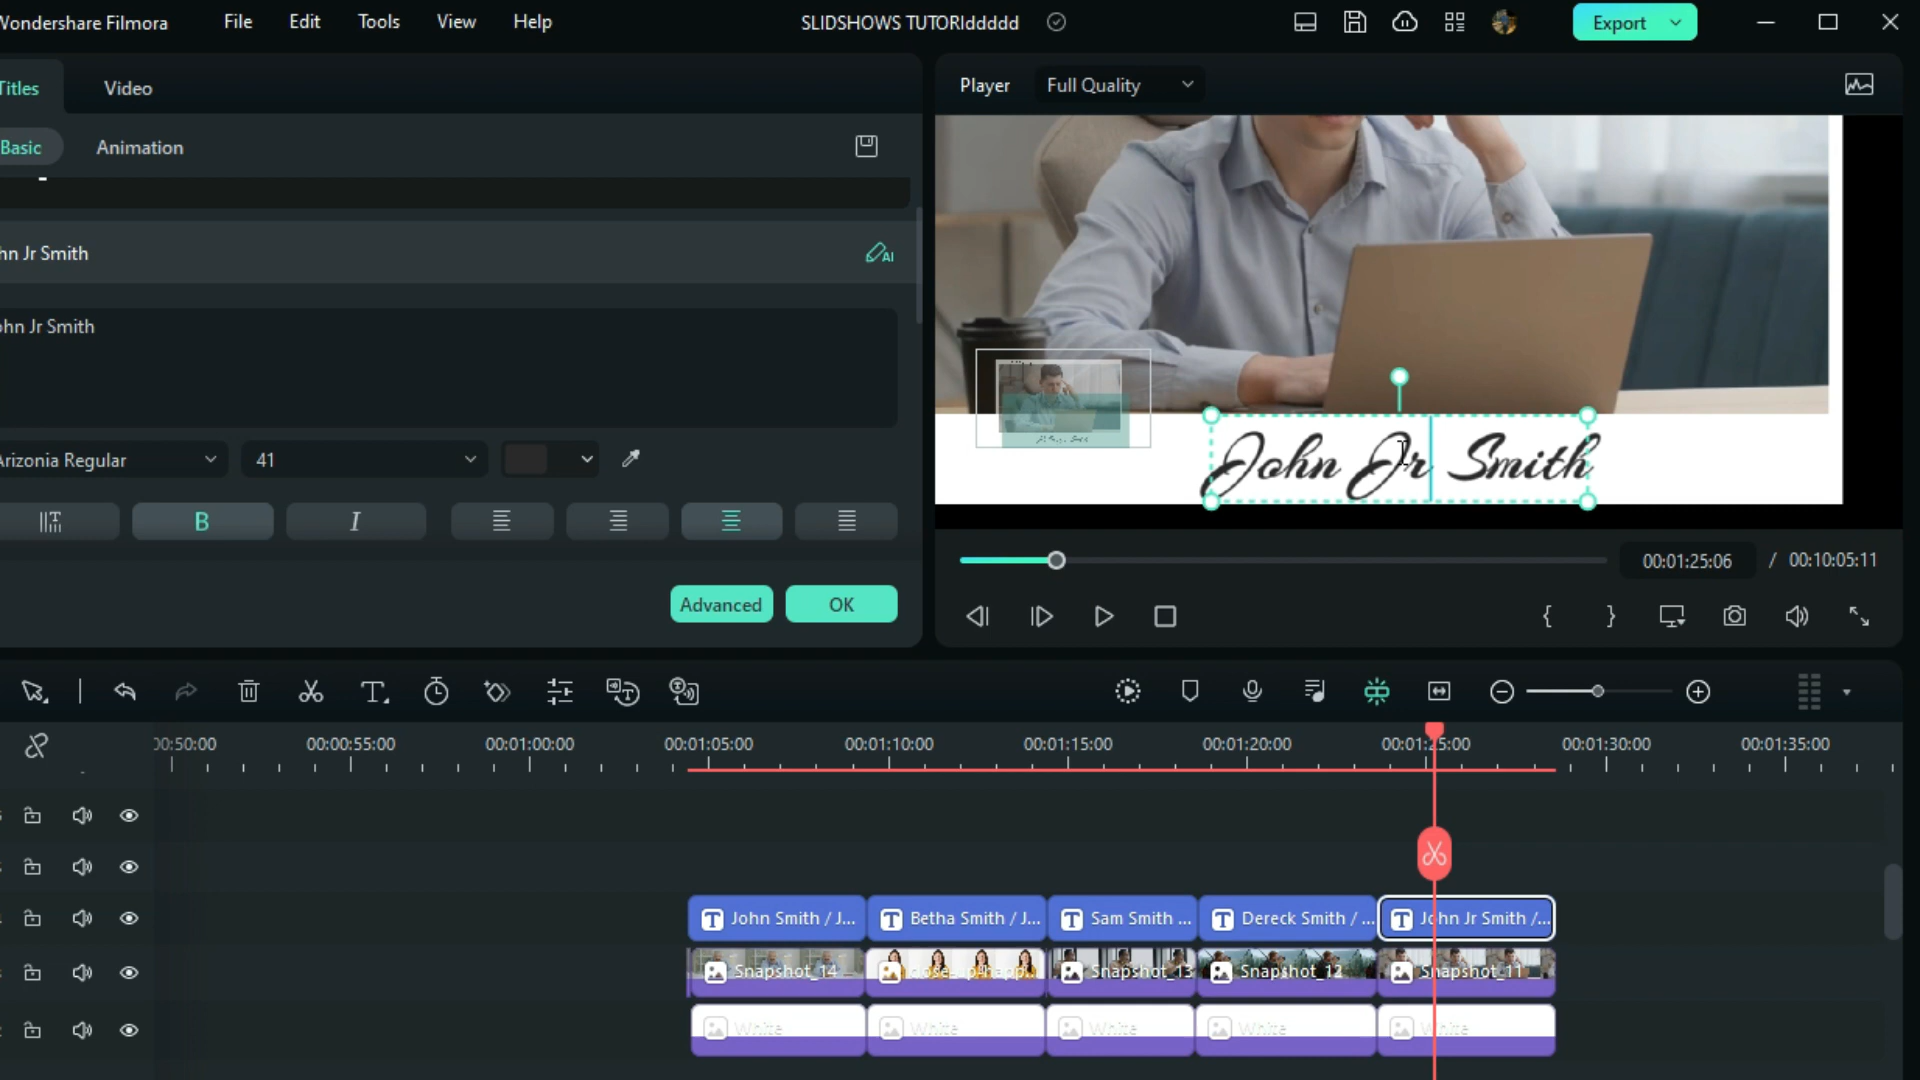 Wondershare Filmora File Edit Tools View Help SLIDSHOWS TUTORIddddd Export
Titles Video
Player Full Quality
Basic Animation
hn Jr Smith AI
ohn Jr Smith
Arizonia Regular 41
B I
John Jr Smith
Advanced OK
00:01:25:06 / 00:10:05:11
{ }
00:50:00 00:00:55:00 00:01:00:00 00:01:05:00 00:01:10:00 00:01:15:00 00:01:20:00 00:01:25:00 00:01:30:00 00:01:35:00
John Smith / J... Betha Smith / J... Sam Smith ... Dereck Smith / ... John Jr Smith /...
Snapshot_14 close-up-happ... Snapshot_13 Snapshot_12 Snapshot_11
White White White White White